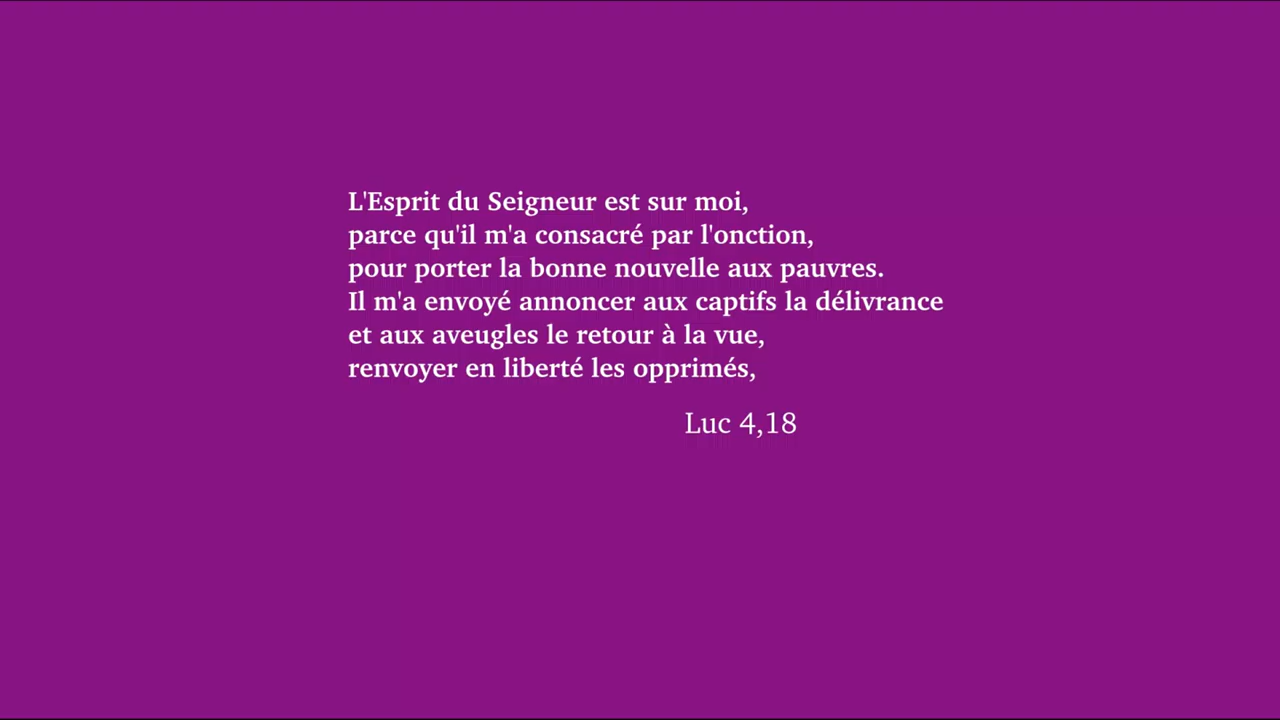 L'Esprit du Seigneur est sur moi,
parce qu'il m'a consacré par l'onction,
pour porter la bonne nouvelle aux pauvres.
Il m'a envoyé annoncer aux captifs la délivrance
et aux aveugles le retour à la vue,
renvoyer en liberté les opprimés,
Luc 4,18